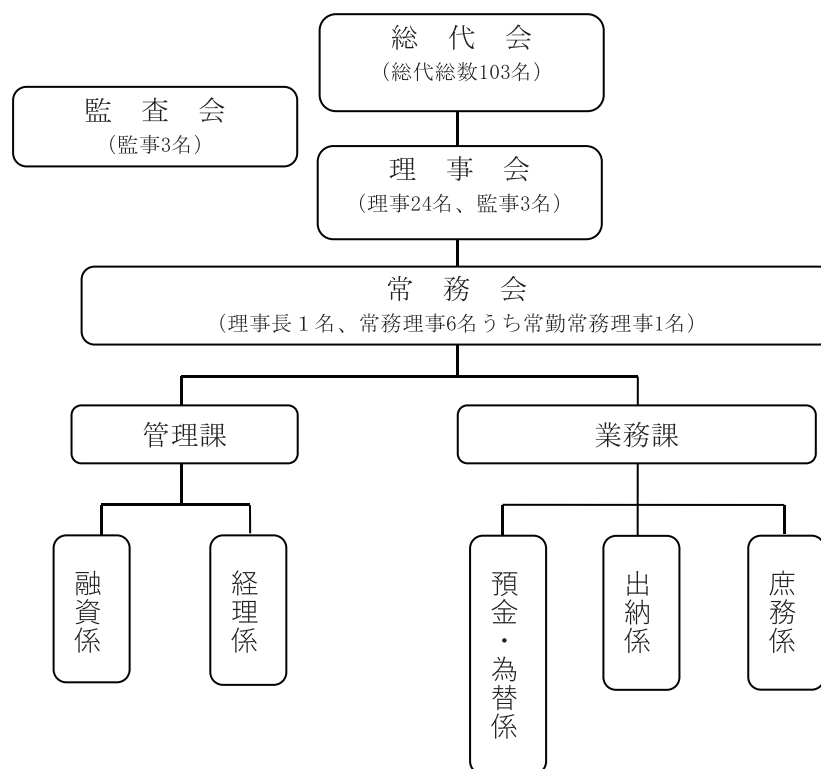 総 代 会
（総代総数103名）
監 査 会
（監事3名）
理 事 会
（理事24名、監事3名）
常 務 会
（理事長１名、常務理事6名うち常勤常務理事1名）
管理課
業務課
融資係
経理係
預金・為替係
出納係
庶務係